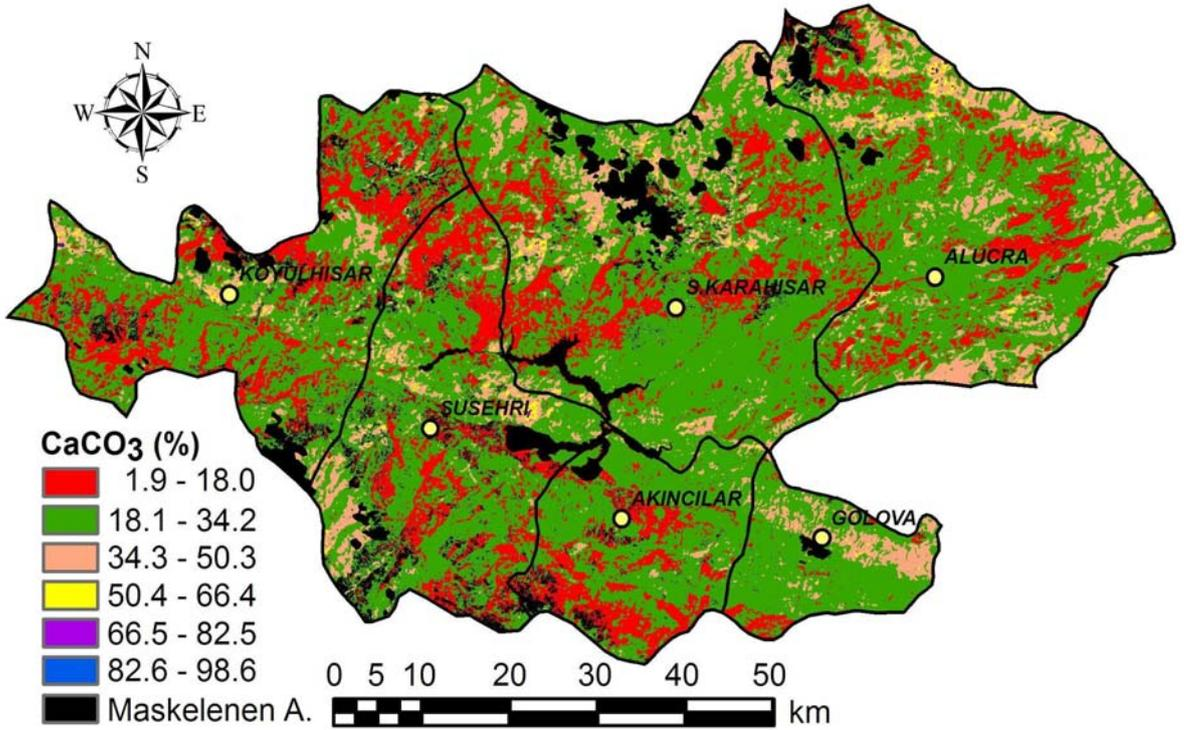 N
W E
S
KOYULHISAR
ALUCRA
Ş.KARAHISAR
SUSEHRI
AKINCILAR
GOLOVA
CaCO3 (%)
1.9 - 18.0
18.1 - 34.2
34.3 - 50.3
50.4 - 66.4
66.5 - 82.5
82.6 - 98.6
Maskelenen A.
0 5 10 20 30 40 50
km